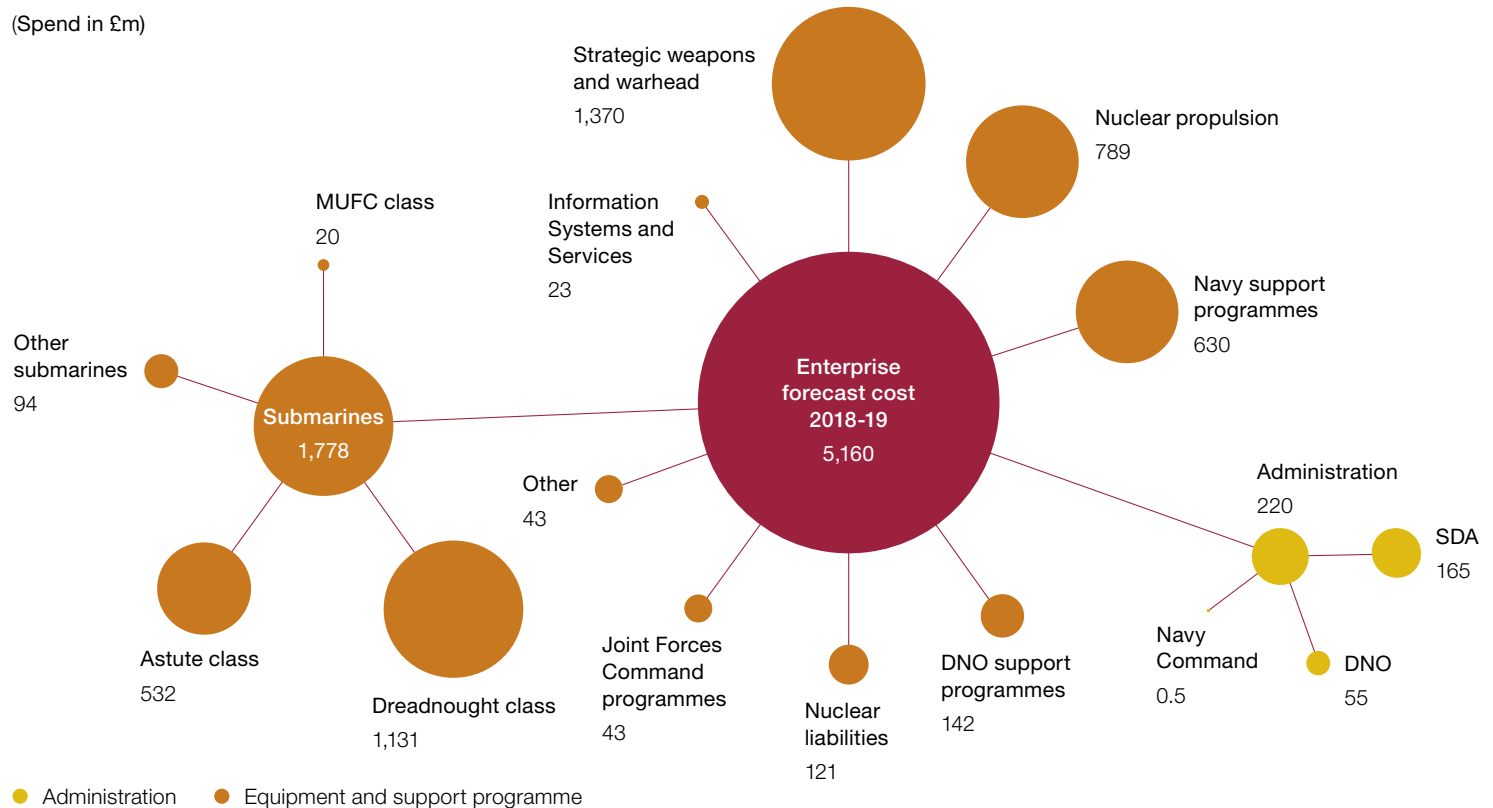 (Spend in £m)
Strategic weapons
and warhead
1,370
Nuclear propulsion
789
MUFC class
20
Information
Systems and
Services
23
Navy support
programmes
630
Other
submarines
94
Submarines
1,778
Enterprise
forecast cost
2018-19
5,160
Other
43
Administration
220
SDA
165
Astute class
532
Dreadnought class
1,131
Joint Forces
Command
programmes
43
Nuclear
liabilities
121
DNO support
programmes
142
Navy
Command
0.5
DNO
55
Administration
Equipment and support programme